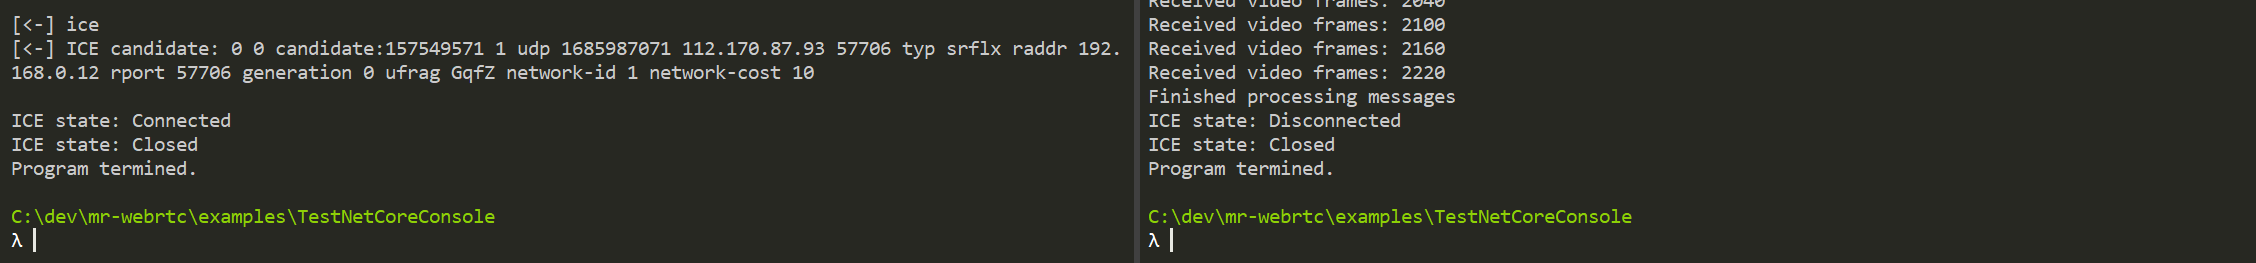 [<-] ice
[<-] ICE candidate: 0 0 candidate:157549571 1 udp 1685987071 112.170.87.93 57706 typ srflx raddr 192.
168.0.12 rport 57706 generation 0 ufrag GqfZ network-id 1 network-cost 10
ICE state: Connected
ICE state: Closed
Program termined.
C:\dev\mr-webrtc\examples\TestNetCoreConsole
λ
Received video frames: 2040
Received video frames: 2100
Received video frames: 2160
Received video frames: 2220
Finished processing messages
ICE state: Disconnected
ICE state: Closed
Program termined.
C:\dev\mr-webrtc\examples\TestNetCoreConsole
λ